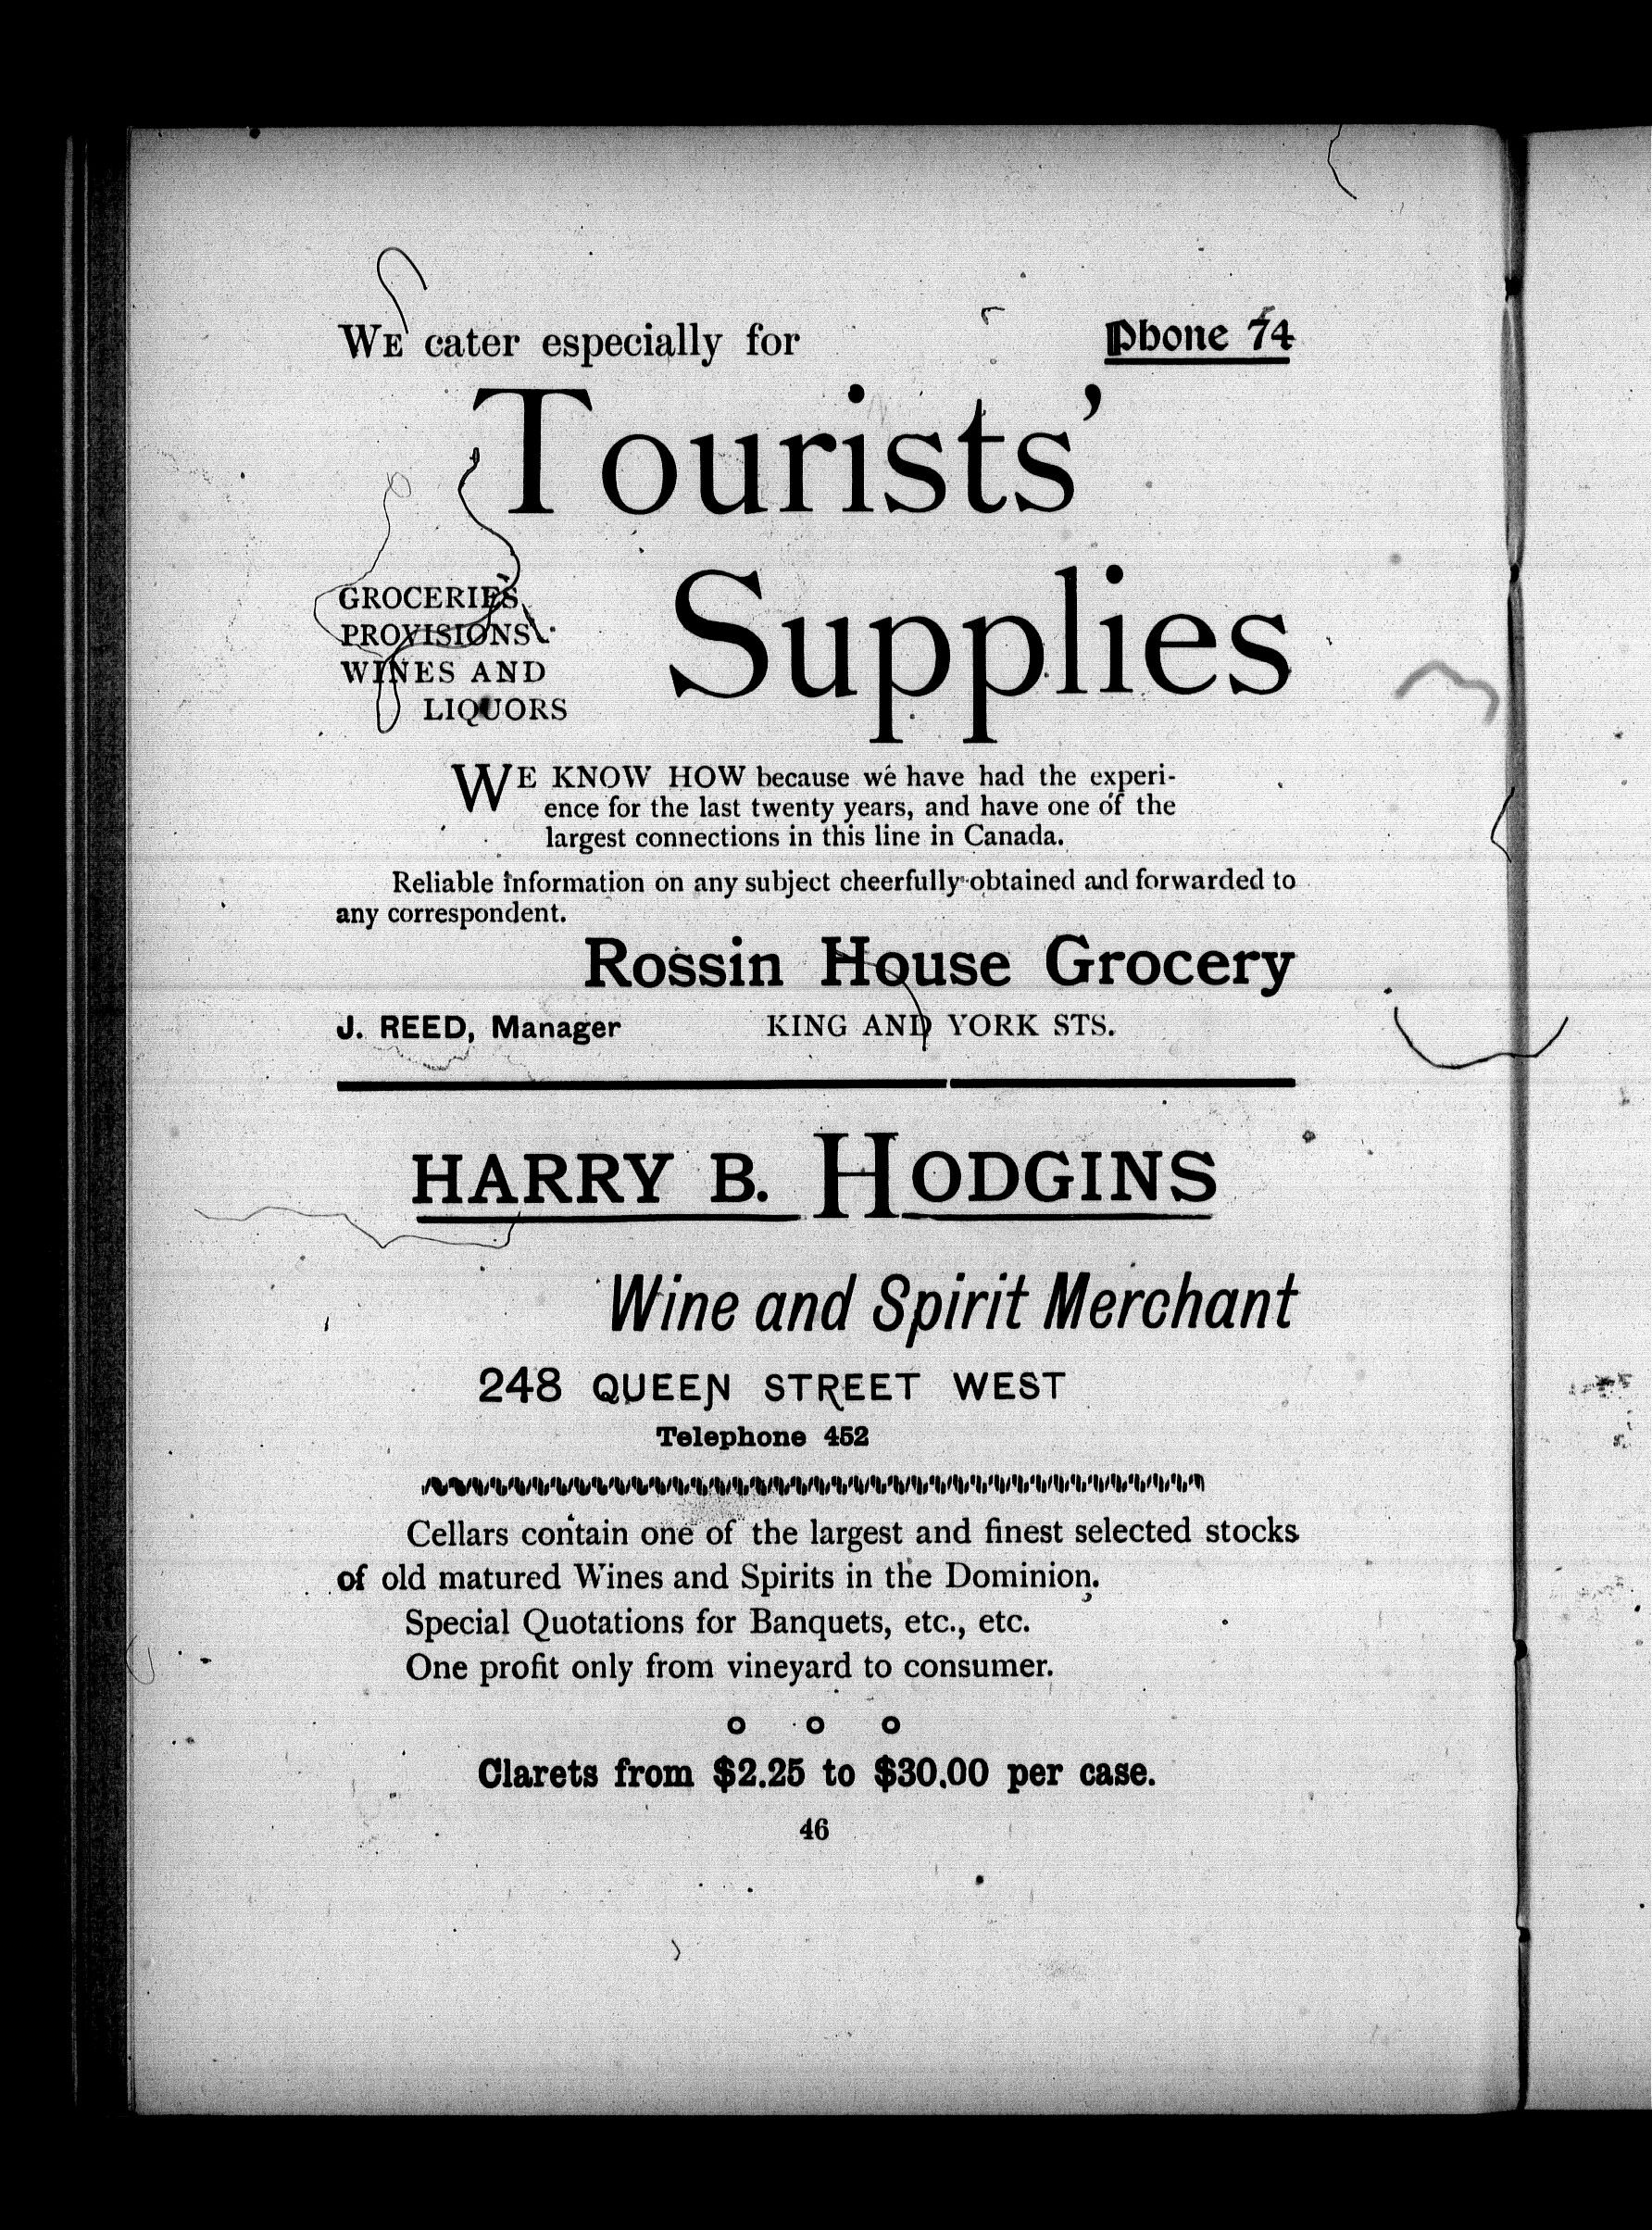 WE cater especially for Phone 74
Tourists'
Supplies
GROCERIES
PROVISIONS
WINES AND
LIQUORS
WE KNOW HOW because we have had the experi-
ence for the last twenty years, and have one of the
largest connections in this line in Canada.
Reliable information on any subject cheerfully obtained and forwarded to
any correspondent.
Rossin House Grocery
J. REED, Manager KING AND YORK STS.
HARRY B. HODGINS
Wine and Spirit Merchant
248 QUEEN STREET WEST
Telephone 452
Cellars contain one of the largest and finest selected stocks
of old matured Wines and Spirits in the Dominion.
Special Quotations for Banquets, etc., etc.
One profit only from vineyard to consumer.
Clarets from $2.25 to $30.00 per case.
46